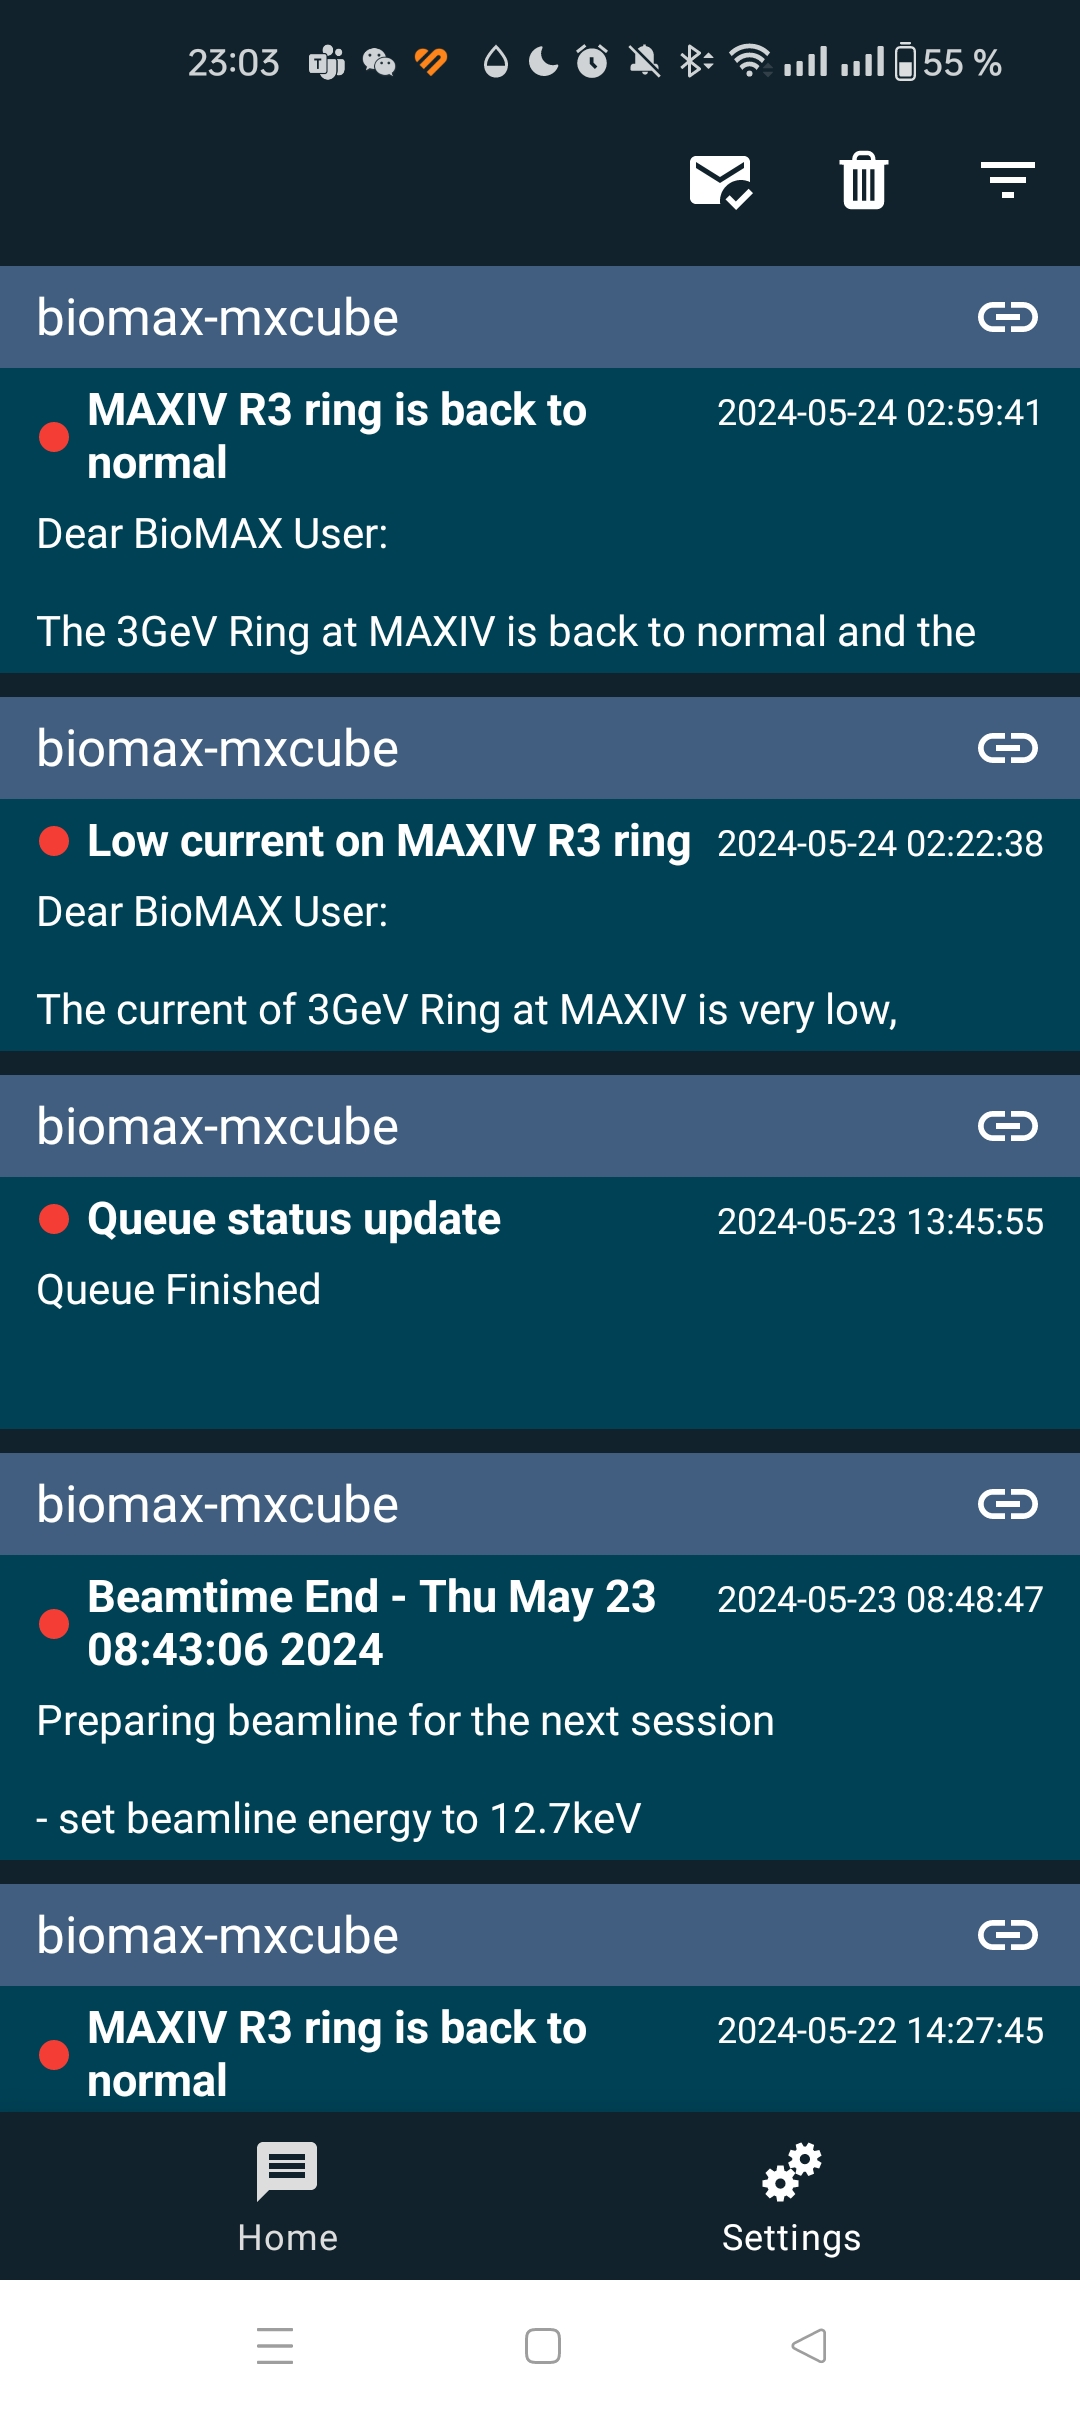 23:03 55 %
biomax-mxcube
MAXIV R3 ring is back to 2024-05-24 02:59:41
normal
Dear BioMAX User:
The 3GeV Ring at MAXIV is back to normal and the
biomax-mxcube
Low current on MAXIV R3 ring 2024-05-24 02:22:38
Dear BioMAX User:
The current of 3GeV Ring at MAXIV is very low,
biomax-mxcube
Queue status update 2024-05-23 13:45:55
Queue Finished
biomax-mxcube
Beamtime End - Thu May 23 2024-05-23 08:48:47
08:43:06 2024
Preparing beamline for the next session
- set beamline energy to 12.7keV
biomax-mxcube
MAXIV R3 ring is back to 2024-05-22 14:27:45
normal
Home Settings